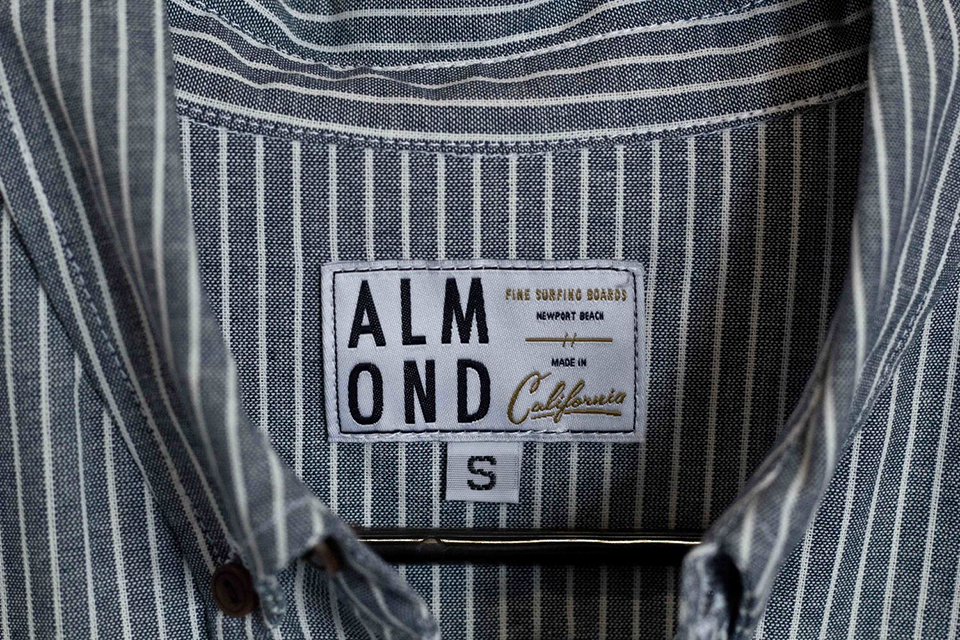 ALM
OND
FINE SURFING BOARDS
NEWPORT BEACH
MADE IN
California
S